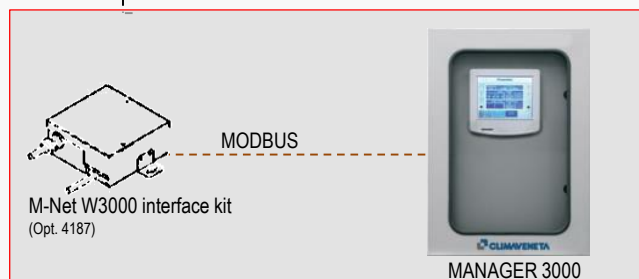 MODBUS
M-Net W3000 interface kit
(Opt. 4187)
CLIMAVENETA
MANAGER 3000